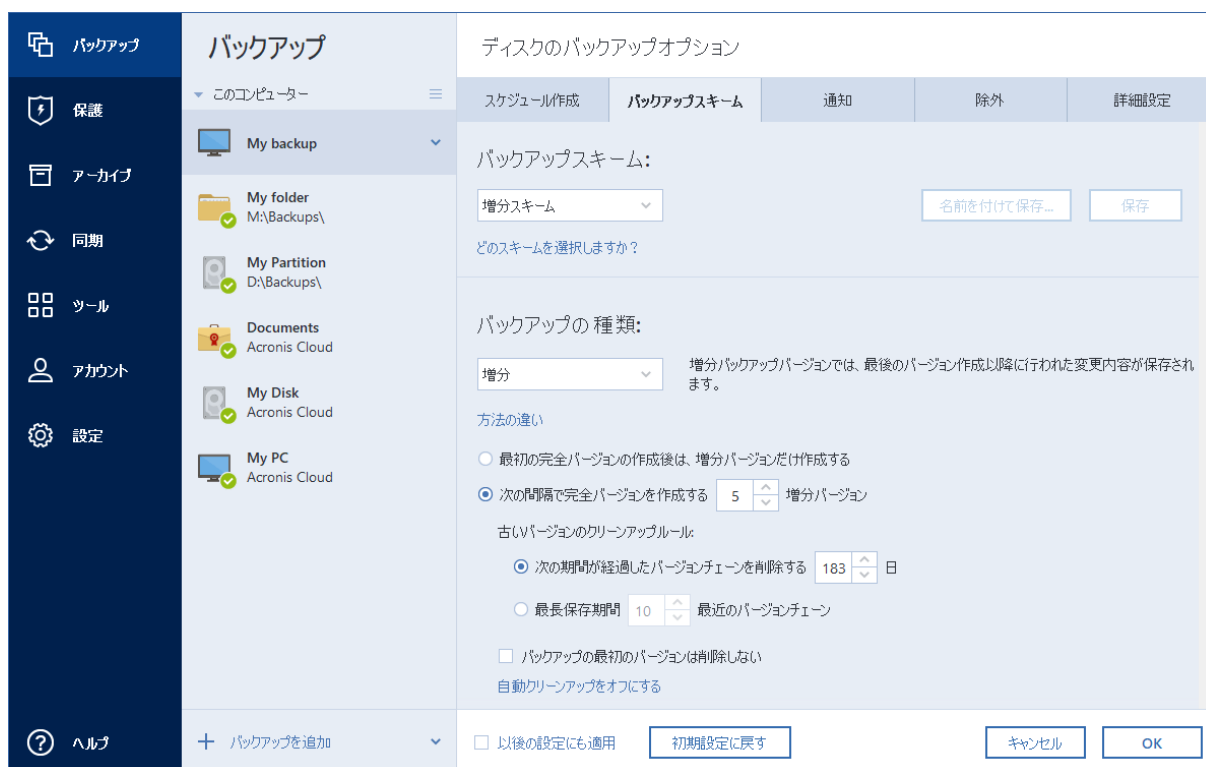 バックアップ
保護
アーカイブ
同期
ツール
アカウント
設定
ヘルプ
バックアップ
このコンピューター
My backup
My folder
M:\Backups\
My Partition
D:\Backups\
Documents
Acronis Cloud
My Disk
Acronis Cloud
My PC
Acronis Cloud
バックアップを追加
ディスクのバックアップオプション
スケジュール作成 バックアップスキーム 通知 除外 詳細設定
バックアップスキーム:
増分スキーム 名前を付けて保存... 保存
どのスキームを選択しますか？
バックアップの種類:
増分
増分バックアップバージョンでは、最後のバージョン作成以降に行われた変更内容が保存され
ます。
方法の違い
最初の完全バージョンの作成後は、増分バージョンだけ作成する
次の間隔で完全バージョンを作成する 5 増分バージョン
古いバージョンのクリーンアップルール:
次の期間が経過したバージョンチェーンを削除する 183 日
最長保存期間 10 最近のバージョンチェーン
バックアップの最初のバージョンは削除しない
自動クリーンアップをオフにする
以後の設定にも適用 初期設定に戻す キャンセル OK